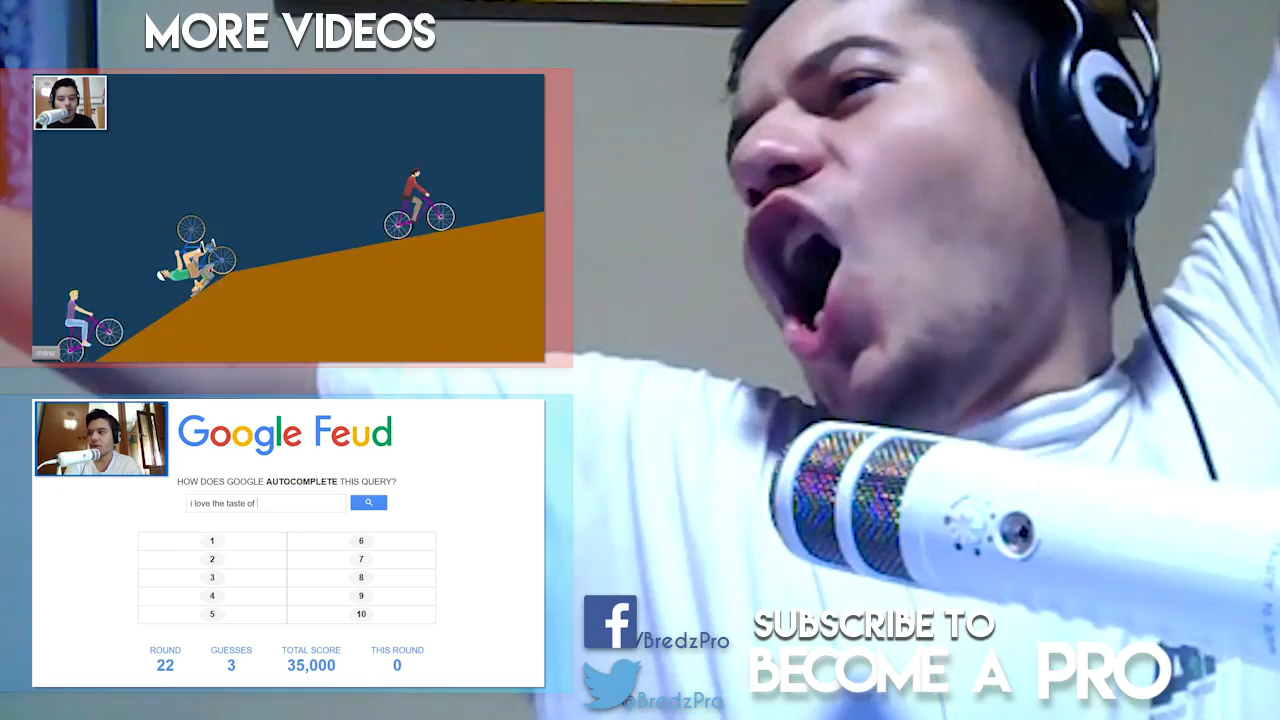 MORE VIDEOS
menu
Google Feud
HOW DOES GOOGLE AUTOCOMPLETE THIS QUERY?
i love the taste of
1 6
2 7
3 8
4 9
5 10
ROUND GUESSES TOTAL SCORE THIS ROUND
22 3 35,000 0
f /BredzPro
@BredzPro
SUBSCRIBE TO
BECOME A PRO